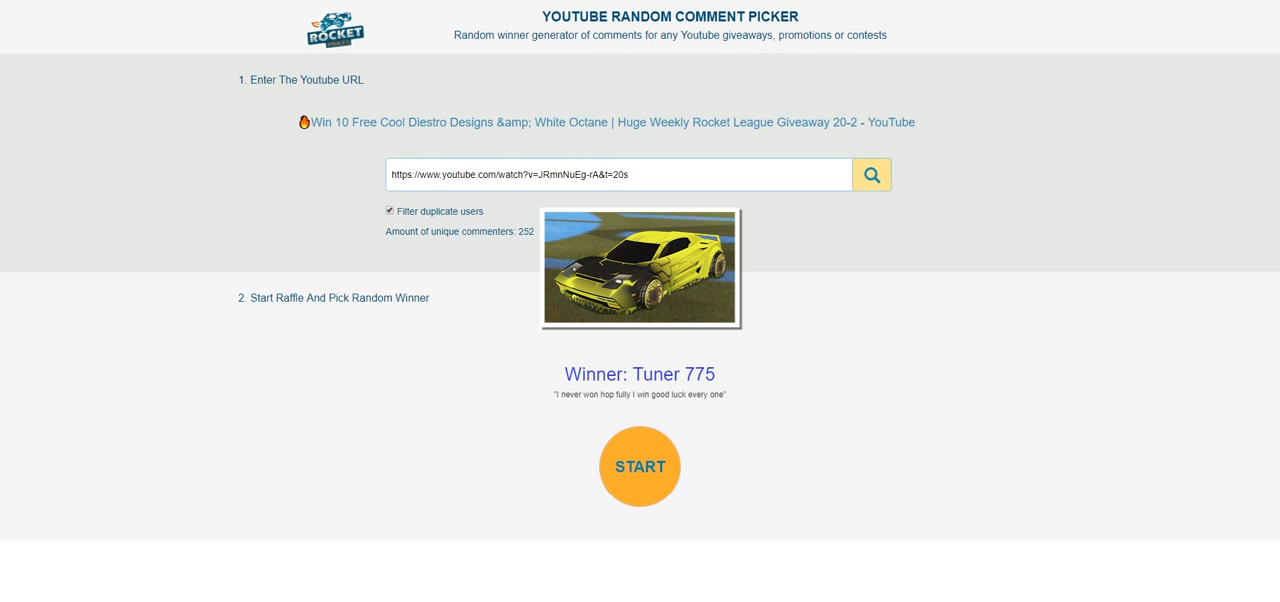 ROCKET
PRICES
YOUTUBE RANDOM COMMENT PICKER
Random winner generator of comments for any Youtube giveaways, promotions or contests
1. Enter The Youtube URL
🔥Win 10 Free Cool Diestro Designs &amp; White Octane | Huge Weekly Rocket League Giveaway 20-2 - YouTube
https://www.youtube.com/watch?v=JRmnNuEg-rA&t=20s
Filter duplicate users
Amount of unique commenters: 252
2. Start Raffle And Pick Random Winner
Winner: Tuner 775
"I never won hop fully I win good luck every one"
START